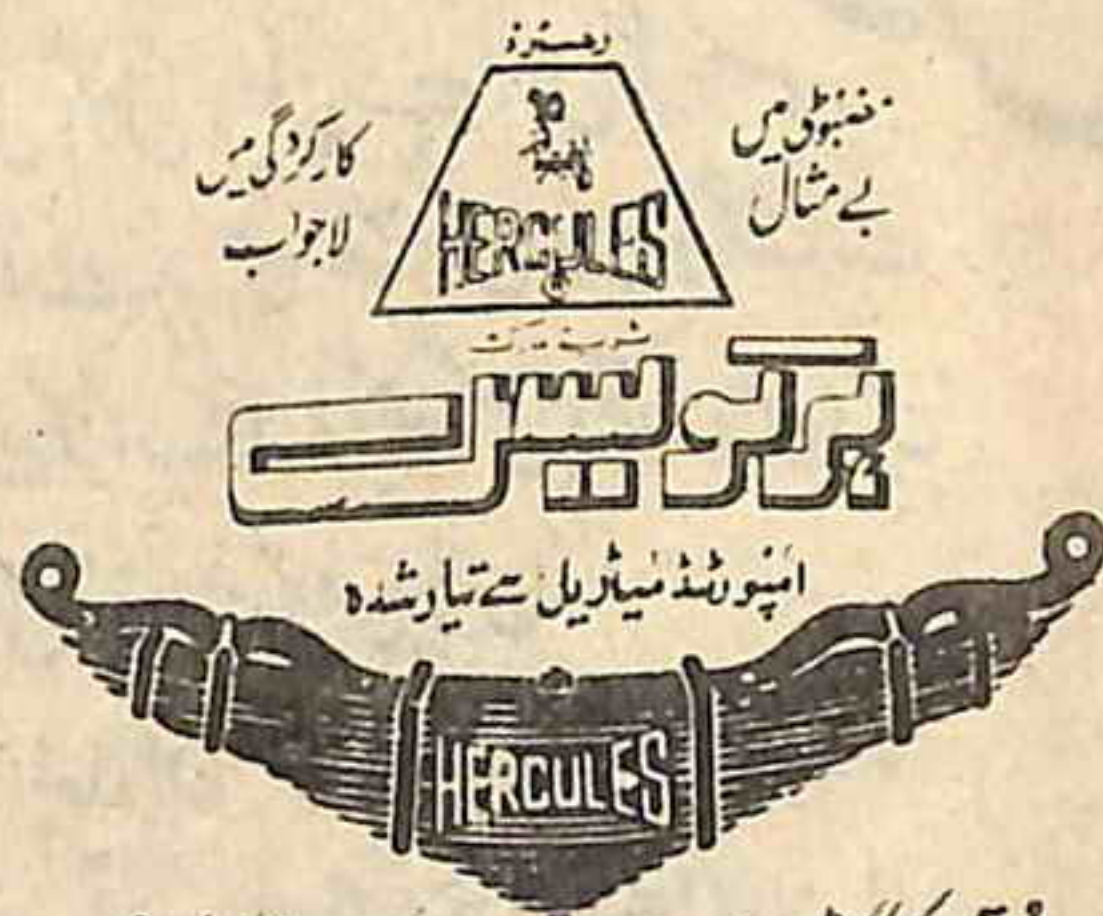 رجسٹرڈ
مضبوطی میں
بے مثال
کارکردگی میں
لاجواب
HERCULES
ہرکولیس
امپورٹڈ میٹریل سے تیار شدہ
HERCULES